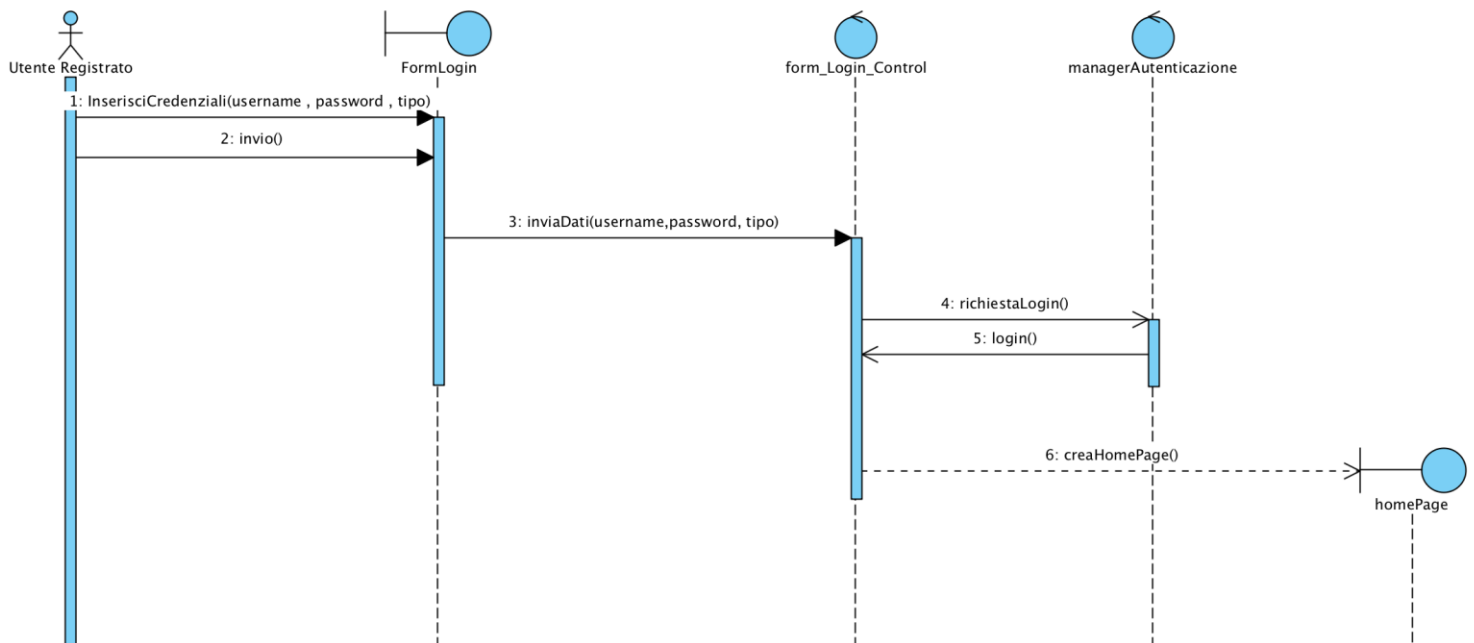 Utente Registrato
FormLogin
form_Login_Control
managerAutenticazione
1: InserisciCredenziali(username , password , tipo)
2: invio()
3: inviaDati(username,password, tipo)
4: richiestaLogin()
5: login()
6: creaHomePage()
homePage